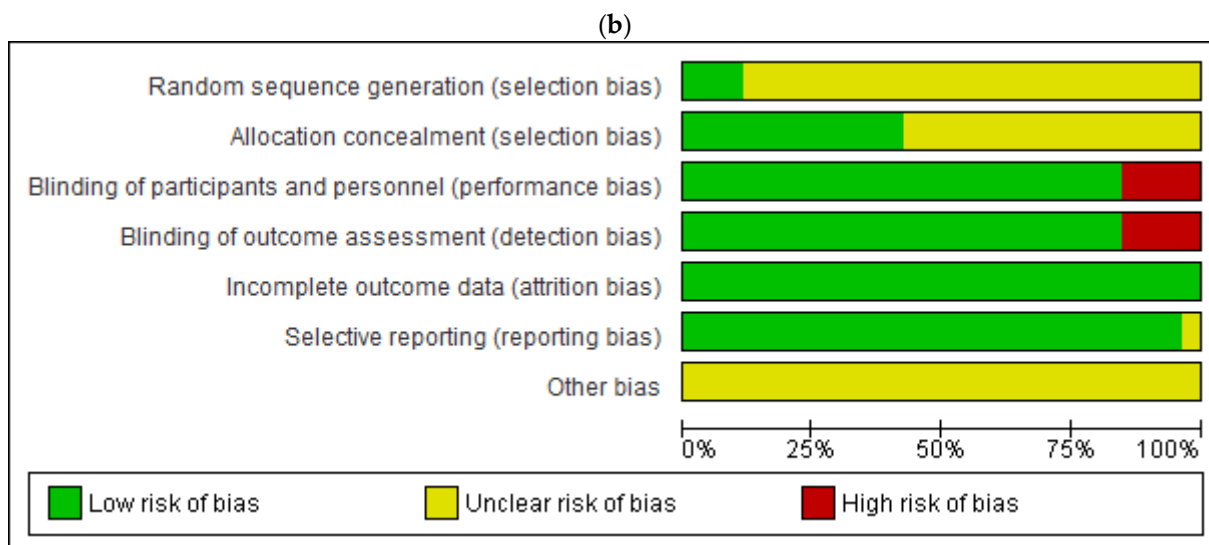 (b)
Random sequence generation (selection bias)
Allocation concealment (selection bias)
Blinding of participants and personnel (performance bias)
Blinding of outcome assessment (detection bias)
Incomplete outcome data (attrition bias)
Selective reporting (reporting bias)
Other bias
0% 25% 50% 75% 100%
Low risk of bias Unclear risk of bias High risk of bias